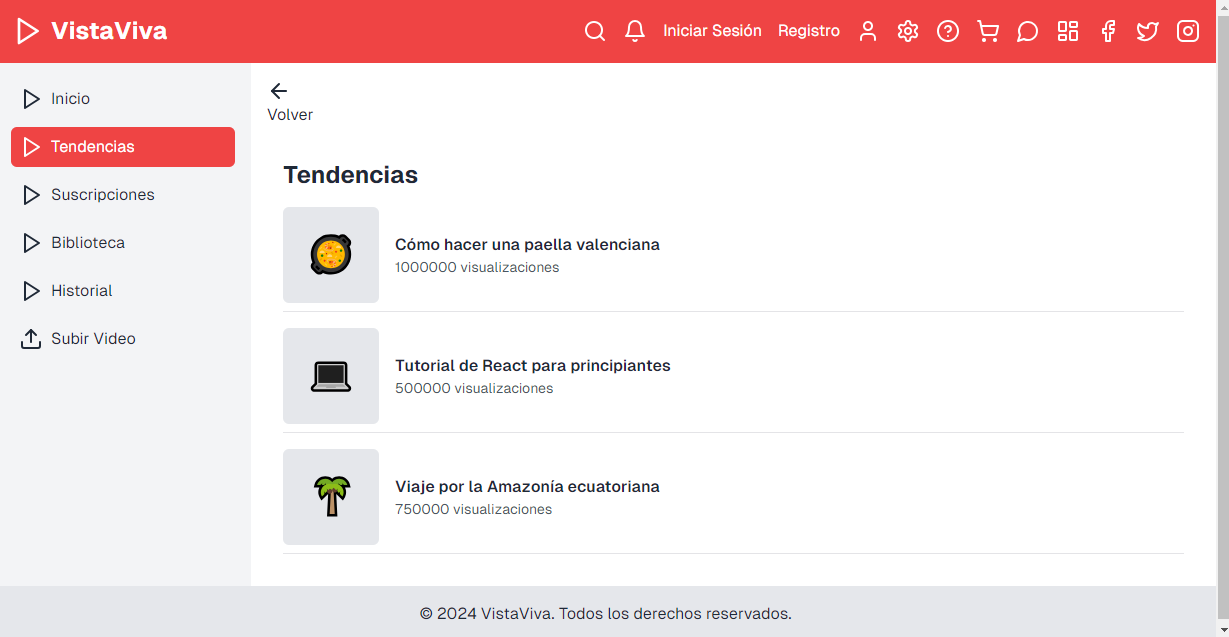 VistaViva
Iniciar Sesión
Registro
Inicio
Tendencias
Suscripciones
Biblioteca
Historial
Subir Video
Volver
Tendencias
Cómo hacer una paella valenciana
1000000 visualizaciones
Tutorial de React para principiantes
500000 visualizaciones
Viaje por la Amazonía ecuatoriana
750000 visualizaciones
© 2024 VistaViva. Todos los derechos reservados.